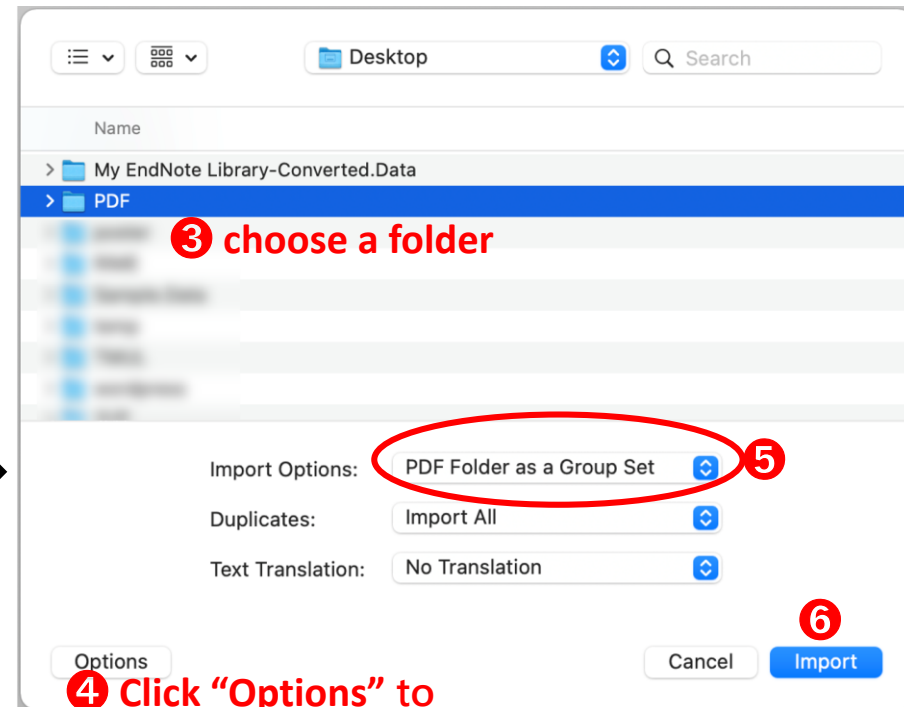 Desktop
Search
Name
My EndNote Library-Converted.Data
PDF
❸ choose a folder
Import Options: PDF Folder as a Group Set ❺
Duplicates: Import All
Text Translation: No Translation
❻
Options Cancel Import
❹ Click “Options” to